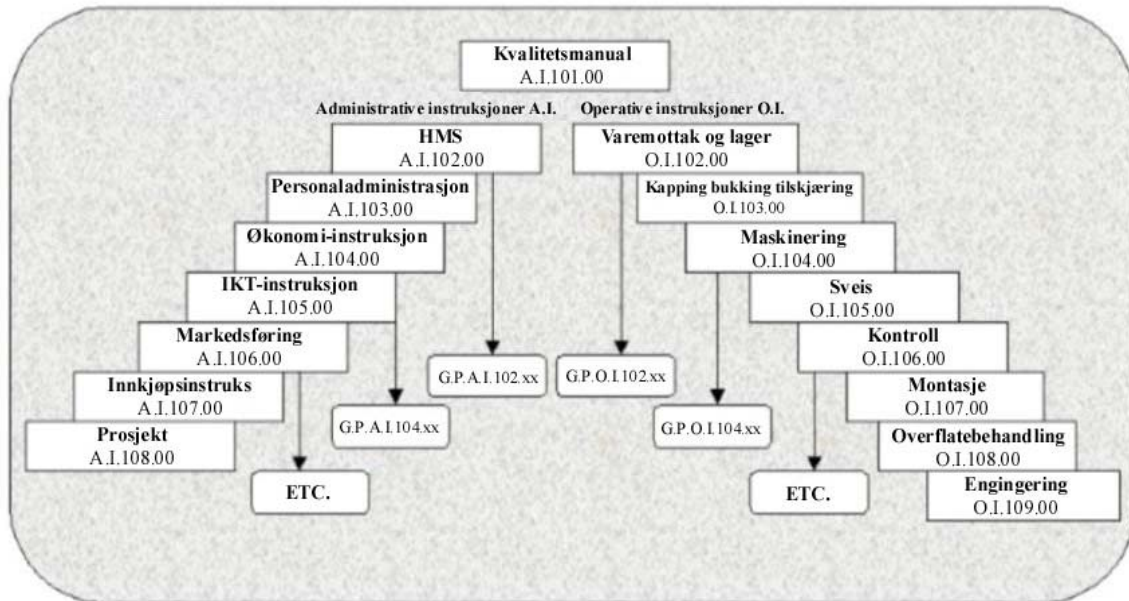 Kvalitetsmanual
A.I.101.00
Administrative instruksjoner A.I.
HMS
A.I.102.00
Personaladministrasjon
A.I.103.00
Økonomi-instruksjon
A.I.104.00
IKT-instruksjon
A.I.105.00
Markedsføring
A.I.106.00
Innkjøpsinstruks
A.I.107.00
Prosjekt
A.I.108.00
G.P.A.I.102.xx
G.P.A.I.104.xx
ETC.
Operative instruksjoner O.I.
Varemottak og lager
O.I.102.00
Kapping bukking tilskjæring
O.I.103.00
Maskinering
O.I.104.00
Sveis
O.I.105.00
Kontroll
O.I.106.00
Montasje
O.I.107.00
Overflatebehandling
O.I.108.00
Engingering
O.I.109.00
G.P.O.I.102.xx
G.P.O.I.104.xx
ETC.